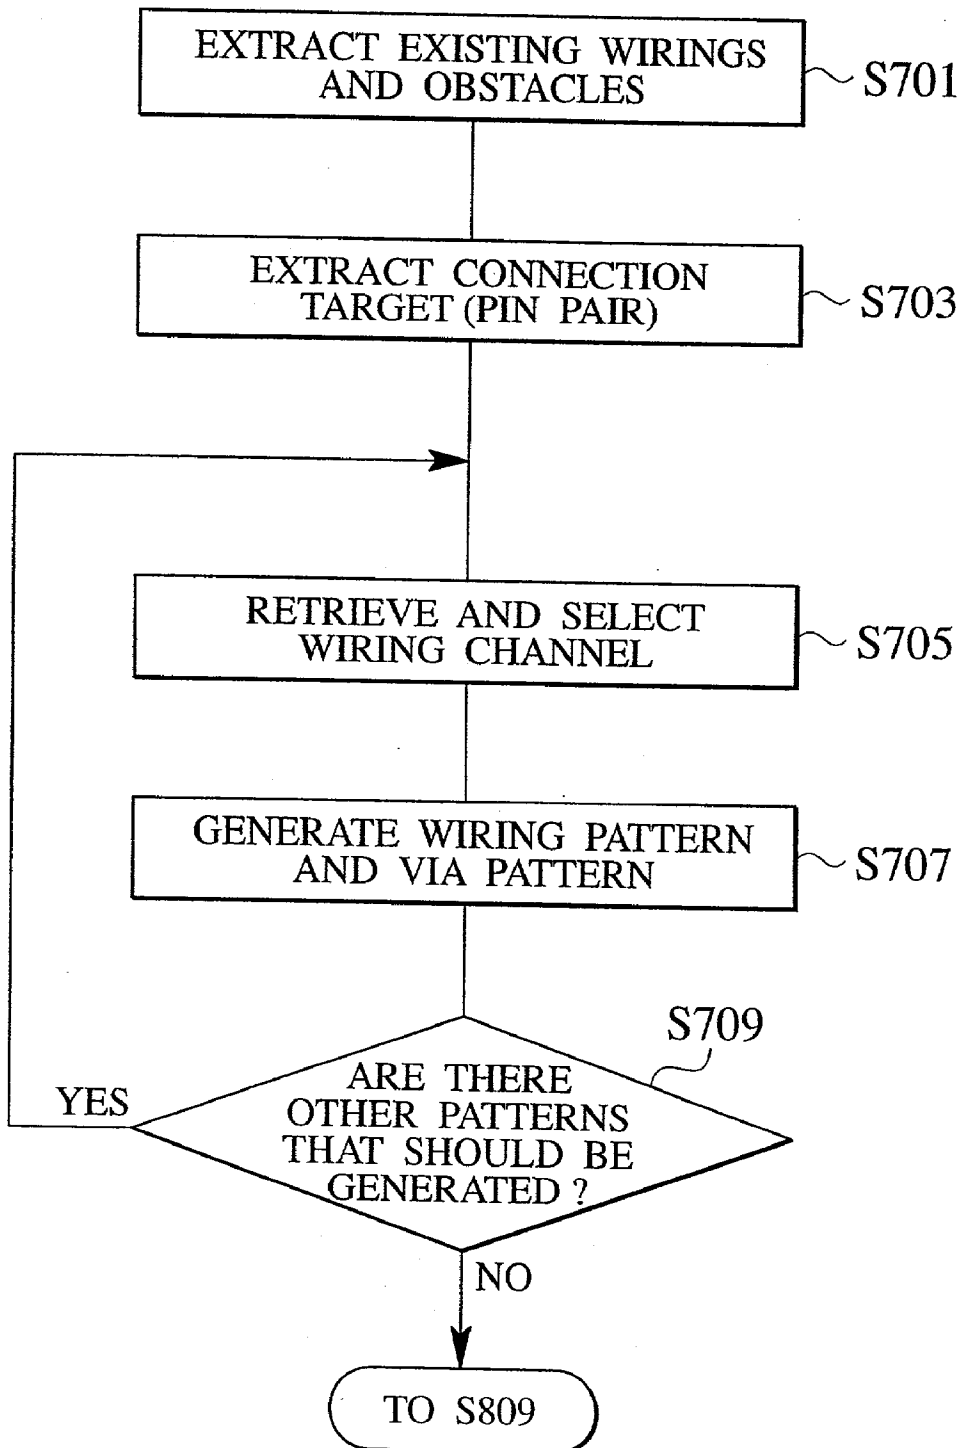 EXTRACT EXISTING WIRINGS
AND OBSTACLES
S701
EXTRACT CONNECTION
TARGET (PIN PAIR)
S703
RETRIEVE AND SELECT
WIRING CHANNEL
S705
GENERATE WIRING PATTERN
AND VIA PATTERN
S707
S709
ARE THERE
OTHER PATTERNS
THAT SHOULD BE
GENERATED ?
YES
NO
TO S809